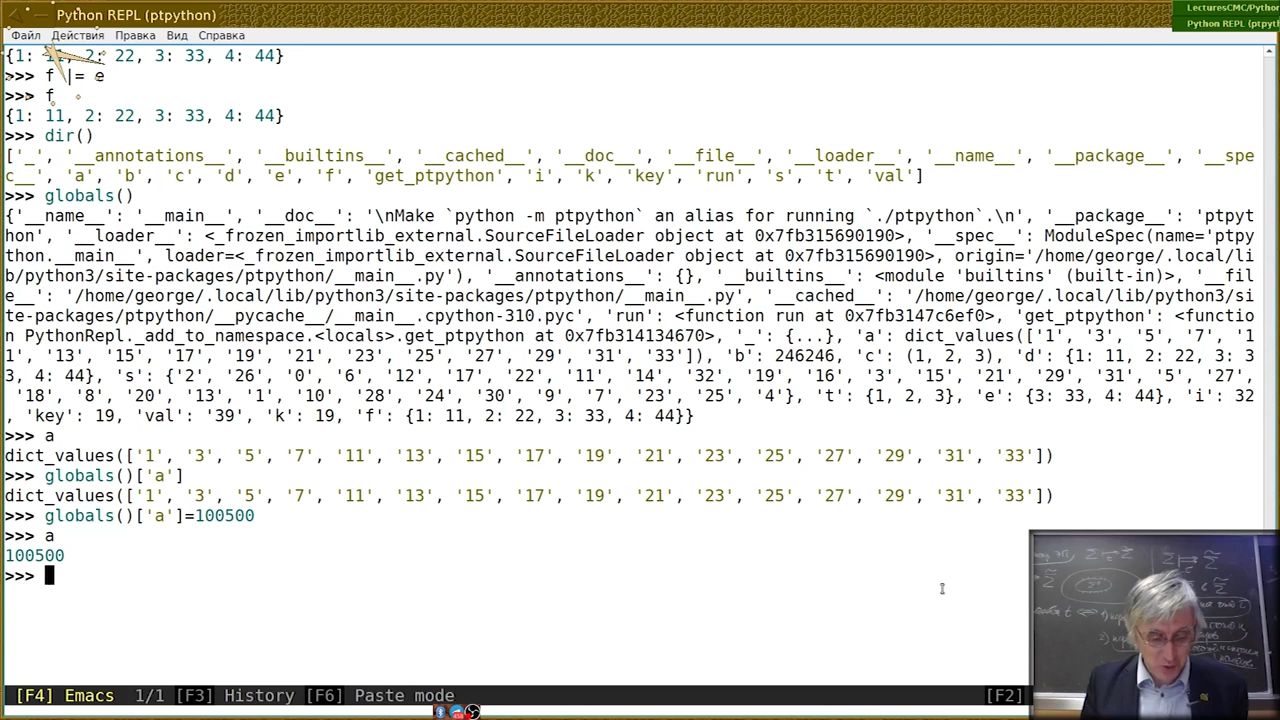 Python REPL (ptpython)
LecturesCMC/Python
Python REPL (ptpy
Файл Действия Правка Вид Справка
{1: 11, 2: 22, 3: 33, 4: 44}
>>> f |= e
>>> f
{1: 11, 2: 22, 3: 33, 4: 44}
>>> dir()
['_', '__annotations__', '__builtins__', '__cached__', '__doc__', '__file__', '__loader__', '__name__', '__package__', '__spe
c__', 'a', 'b', 'c', 'd', 'e', 'f', 'get_ptpython', 'i', 'k', 'key', 'run', 's', 't', 'val']
>>> globals()
{'__name__': '__main__', '__doc__': '\nMake `python -m ptpython` an alias for running `./ptpython`.\n', '__package__': 'ptpyt
hon', '__loader__': <_frozen_importlib_external.SourceFileLoader object at 0x7fb315690190>, '__spec__': ModuleSpec(name='ptpy
thon.__main__', loader=<_frozen_importlib_external.SourceFileLoader object at 0x7fb315690190>, origin='/home/george/.local/li
b/python3/site-packages/ptpython/__main__.py'), '__annotations__': {}, '__builtins__': <module 'builtins' (built-in)>, '__fil
e__': '/home/george/.local/lib/python3/site-packages/ptpython/__main__.py', '__cached__': '/home/george/.local/lib/python3/si
te-packages/ptpython/__pycache__/__main__.cpython-310.pyc', 'run': <function run at 0x7fb3147c6ef0>, 'get_ptpython': <functio
n PythonRepl._add_to_namespace.<locals>.get_ptpython at 0x7fb314134670>, '_': {...}, 'a': dict_values(['1', '3', '5', '7', '1
1', '13', '15', '17', '19', '21', '23', '25', '27', '29', '31', '33']), 'b': 246246, 'c': (1, 2, 3), 'd': {1: 11, 2: 22, 3: 3
3, 4: 44}, 's': {'2', '26', '0', '6', '12', '17', '22', '11', '14', '32', '19', '16', '3', '15', '21', '29', '31', '5', '27',
'18', '8', '20', '13', '1', '10', '28', '24', '30', '9', '7', '23', '25', '4'}, 't': {1, 2, 3}, 'e': {3: 33, 4: 44}, 'i': 32
, 'key': 19, 'val': '39', 'k': 19, 'f': {1: 11, 2: 22, 3: 33, 4: 44}}
>>> a
dict_values(['1', '3', '5', '7', '11', '13', '15', '17', '19', '21', '23', '25', '27', '29', '31', '33'])
>>> globals()['a']
dict_values(['1', '3', '5', '7', '11', '13', '15', '17', '19', '21', '23', '25', '27', '29', '31', '33'])
>>> globals()['a']=100500
>>> a
100500
>>>
[F4] Emacs 1/1 [F3] History [F6] Paste mode [F2]